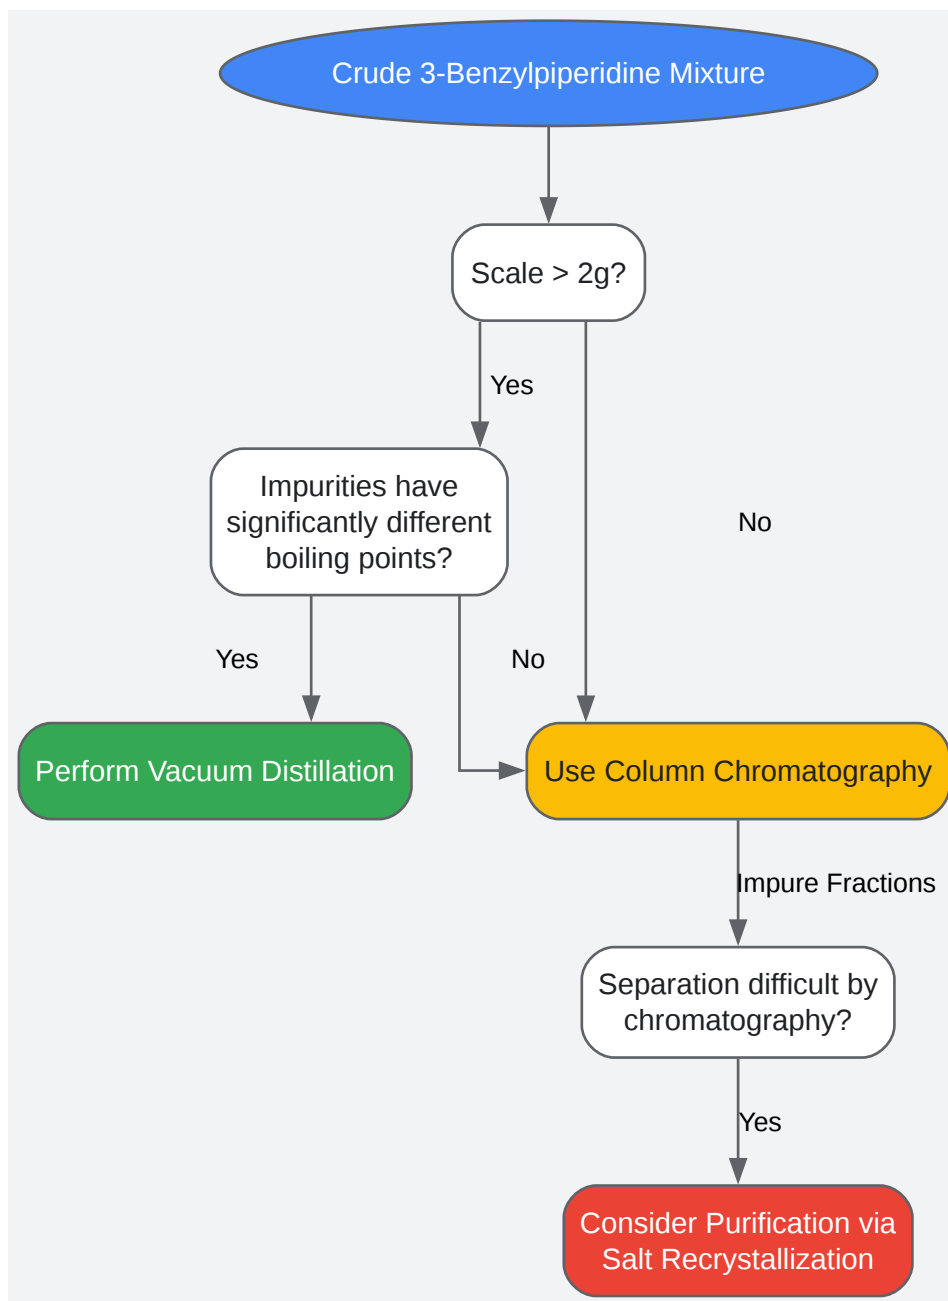 Crude 3-Benzylpiperidine Mixture
Scale > 2g?
Yes
Impurities have
significantly different
boiling points?
No
Yes
No
Perform Vacuum Distillation
Use Column Chromatography
Impure Fractions
Separation difficult by
chromatography?
Yes
Consider Purification via
Salt Recrystallization